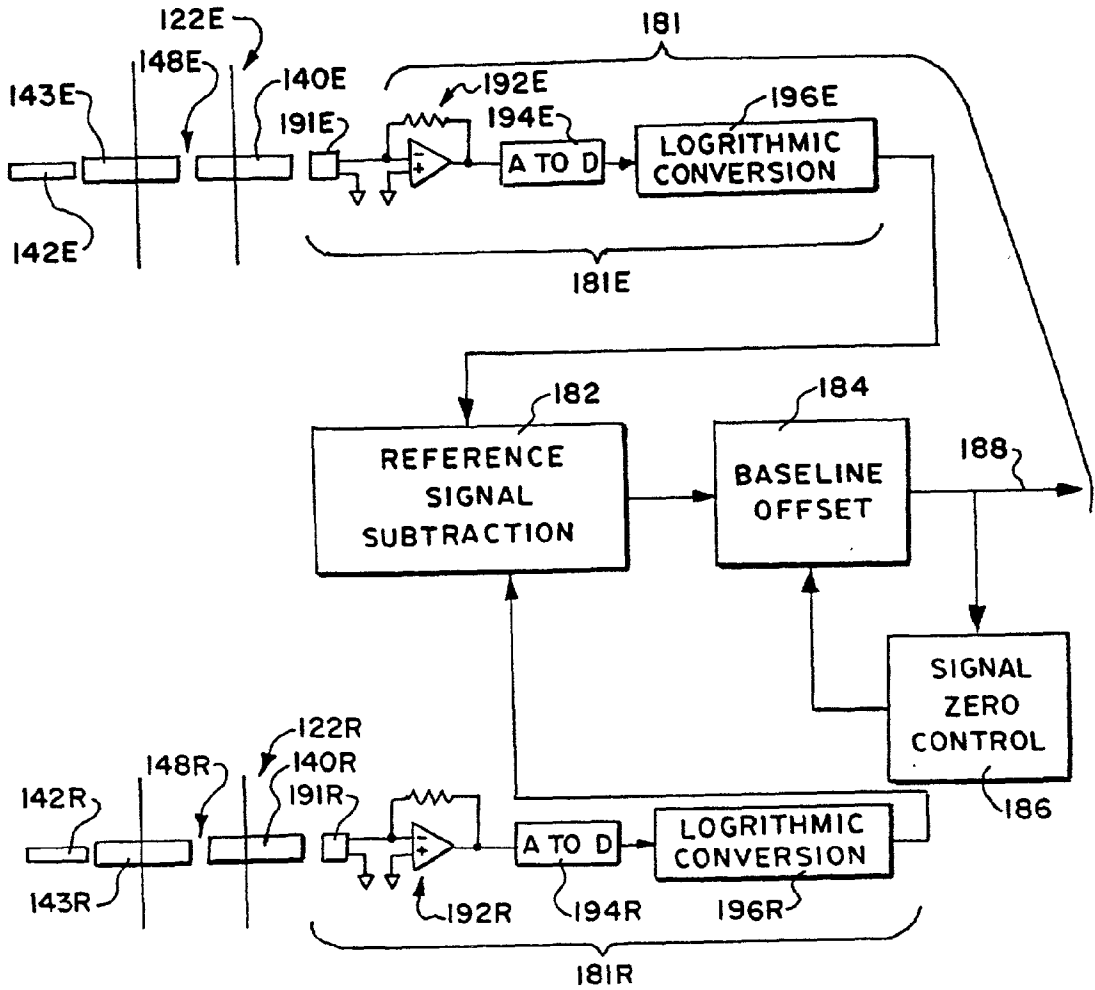 122E
181
148E
140E
192E
196E
143E
191E
194E
A TO D
LOGRITHMIC
CONVERSION
142E
181E
182
184
REFERENCE
SIGNAL
SUBTRACTION
BASELINE
OFFSET
188
SIGNAL
ZERO
CONTROL
186
122R
148R
140R
142R
191R
A TO D
LOGRITHMIC
CONVERSION
143R
192R
194R
196R
181R